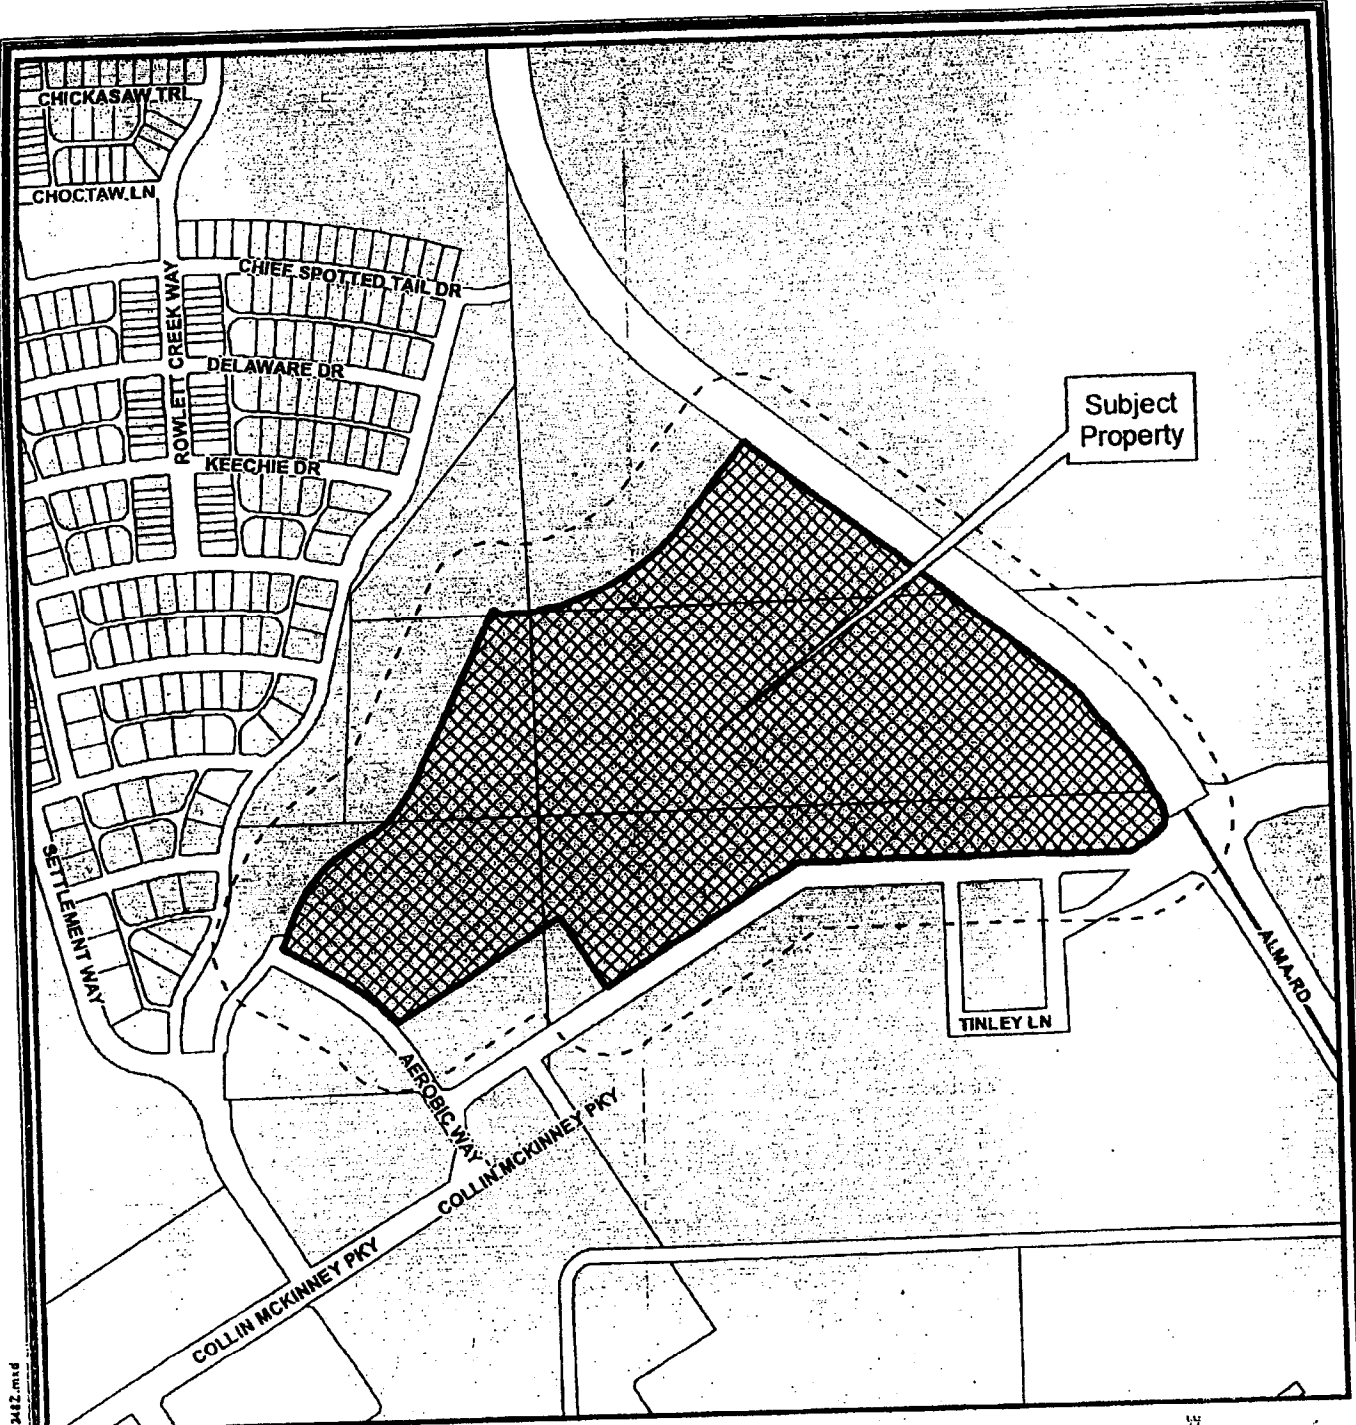 CHICKASAW TRL
CHOCTAW LN
CHIEF SPOTTED TAIL DR
ROWLETT CREEK WAY
DELAWARE DR
KEECHIE DR
Subject
Property
SETTLEMENT WAY
ALMA RD
TINLEY LN
AEROBIC WAY
COLLIN MCKINNEY PKY
COLLIN MCKINNEY PKY